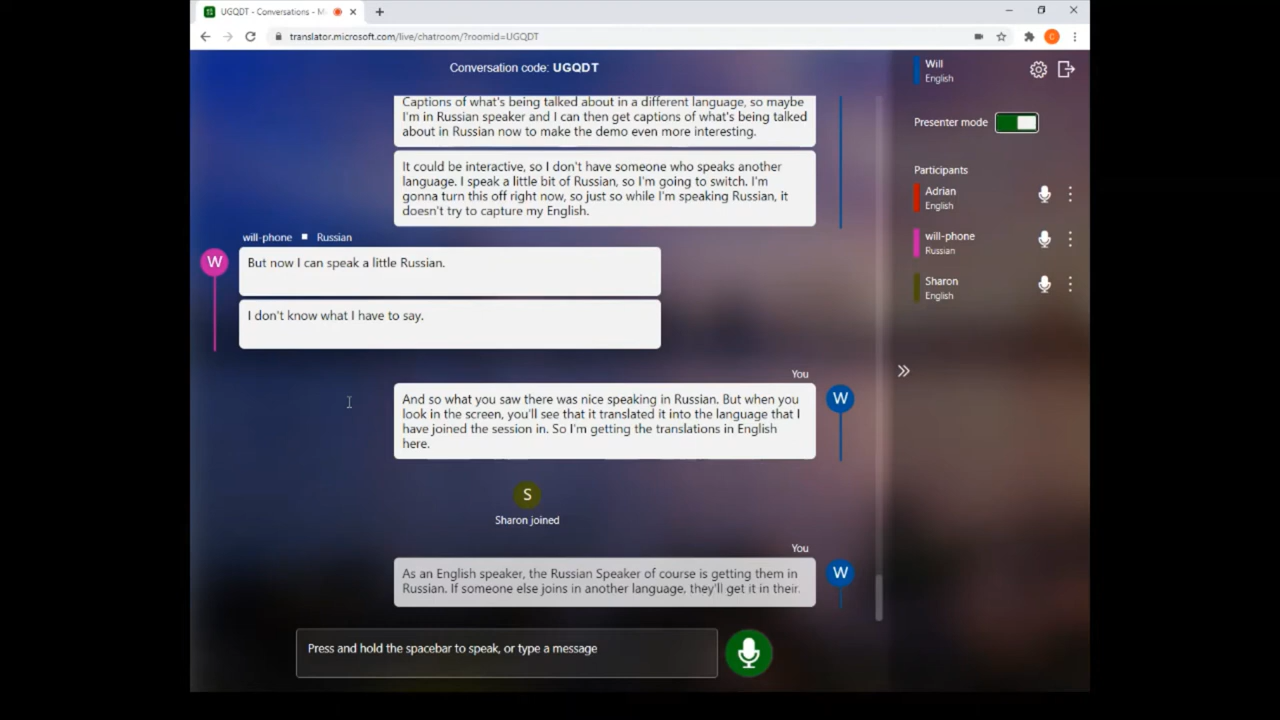 UGQDT - Conversations - M
translator.microsoft.com/live/chatroom/?roomid=UGQDT
C
Conversation code: UGQDT
Captions of what's being talked about in a different language, so maybe
I'm in Russian speaker and I can then get captions of what's being talked
about in Russian now to make the demo even more interesting.
It could be interactive, so I don't have someone who speaks another
language. I speak a little bit of Russian, so I'm going to switch. I'm
gonna turn this off right now, so just so while I'm speaking Russian, it
doesn't try to capture my English.
will-phone Russian
W
But now I can speak a little Russian.
I don't know what I have to say.
You
W
And so what you saw there was nice speaking in Russian. But when you
look in the screen, you'll see that it translated it into the language that I
have joined the session in. So I'm getting the translations in English
here.
S
Sharon joined
You
W
As an English speaker, the Russian Speaker of course is getting them in
Russian. If someone else joins in another language, they'll get it in their.
Press and hold the spacebar to speak, or type a message
Will
English
Presenter mode
Participants
Adrian
English
will-phone
Russian
Sharon
English